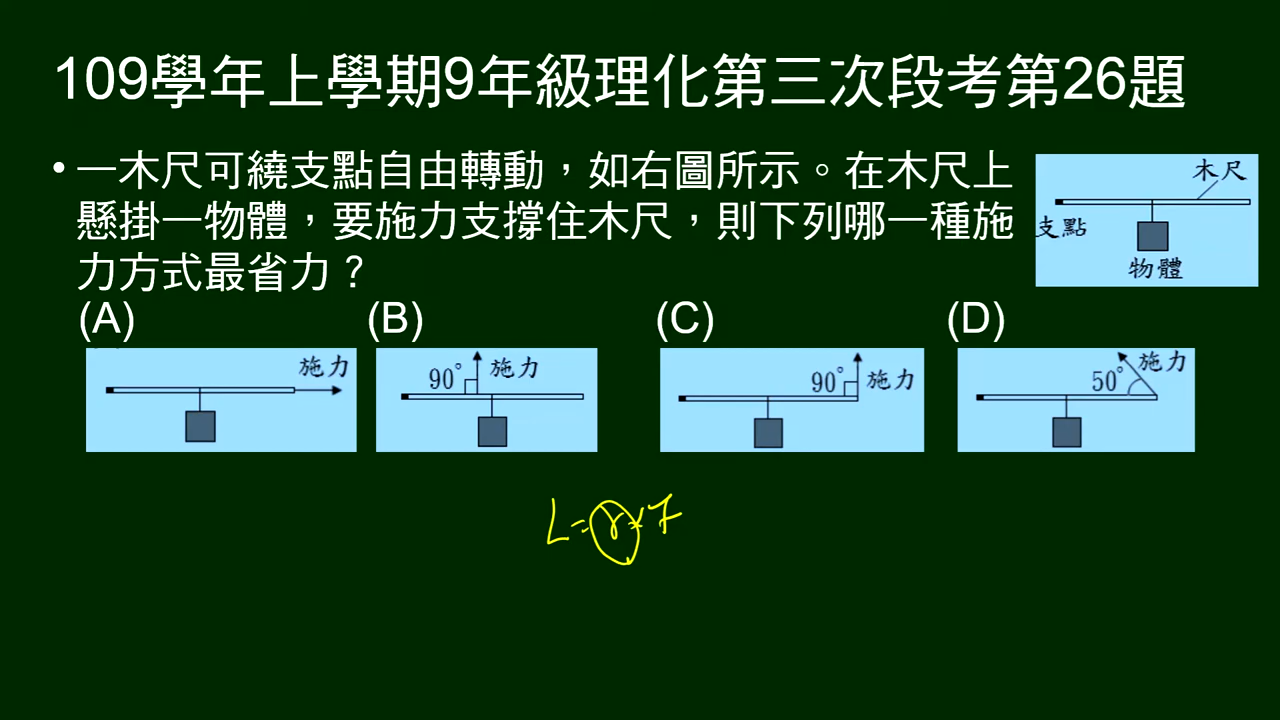 109學年上學期9年級理化第三次段考第26題
• 一木尺可繞支點自由轉動，如右圖所示。在木尺上
懸掛一物體，要施力支撐住木尺，則下列哪一種施
力方式最省力？
木尺
支點
物體
(A) (B) (C) (D)
施力
90° 施力
90° 施力
50° 施力
L=r×F